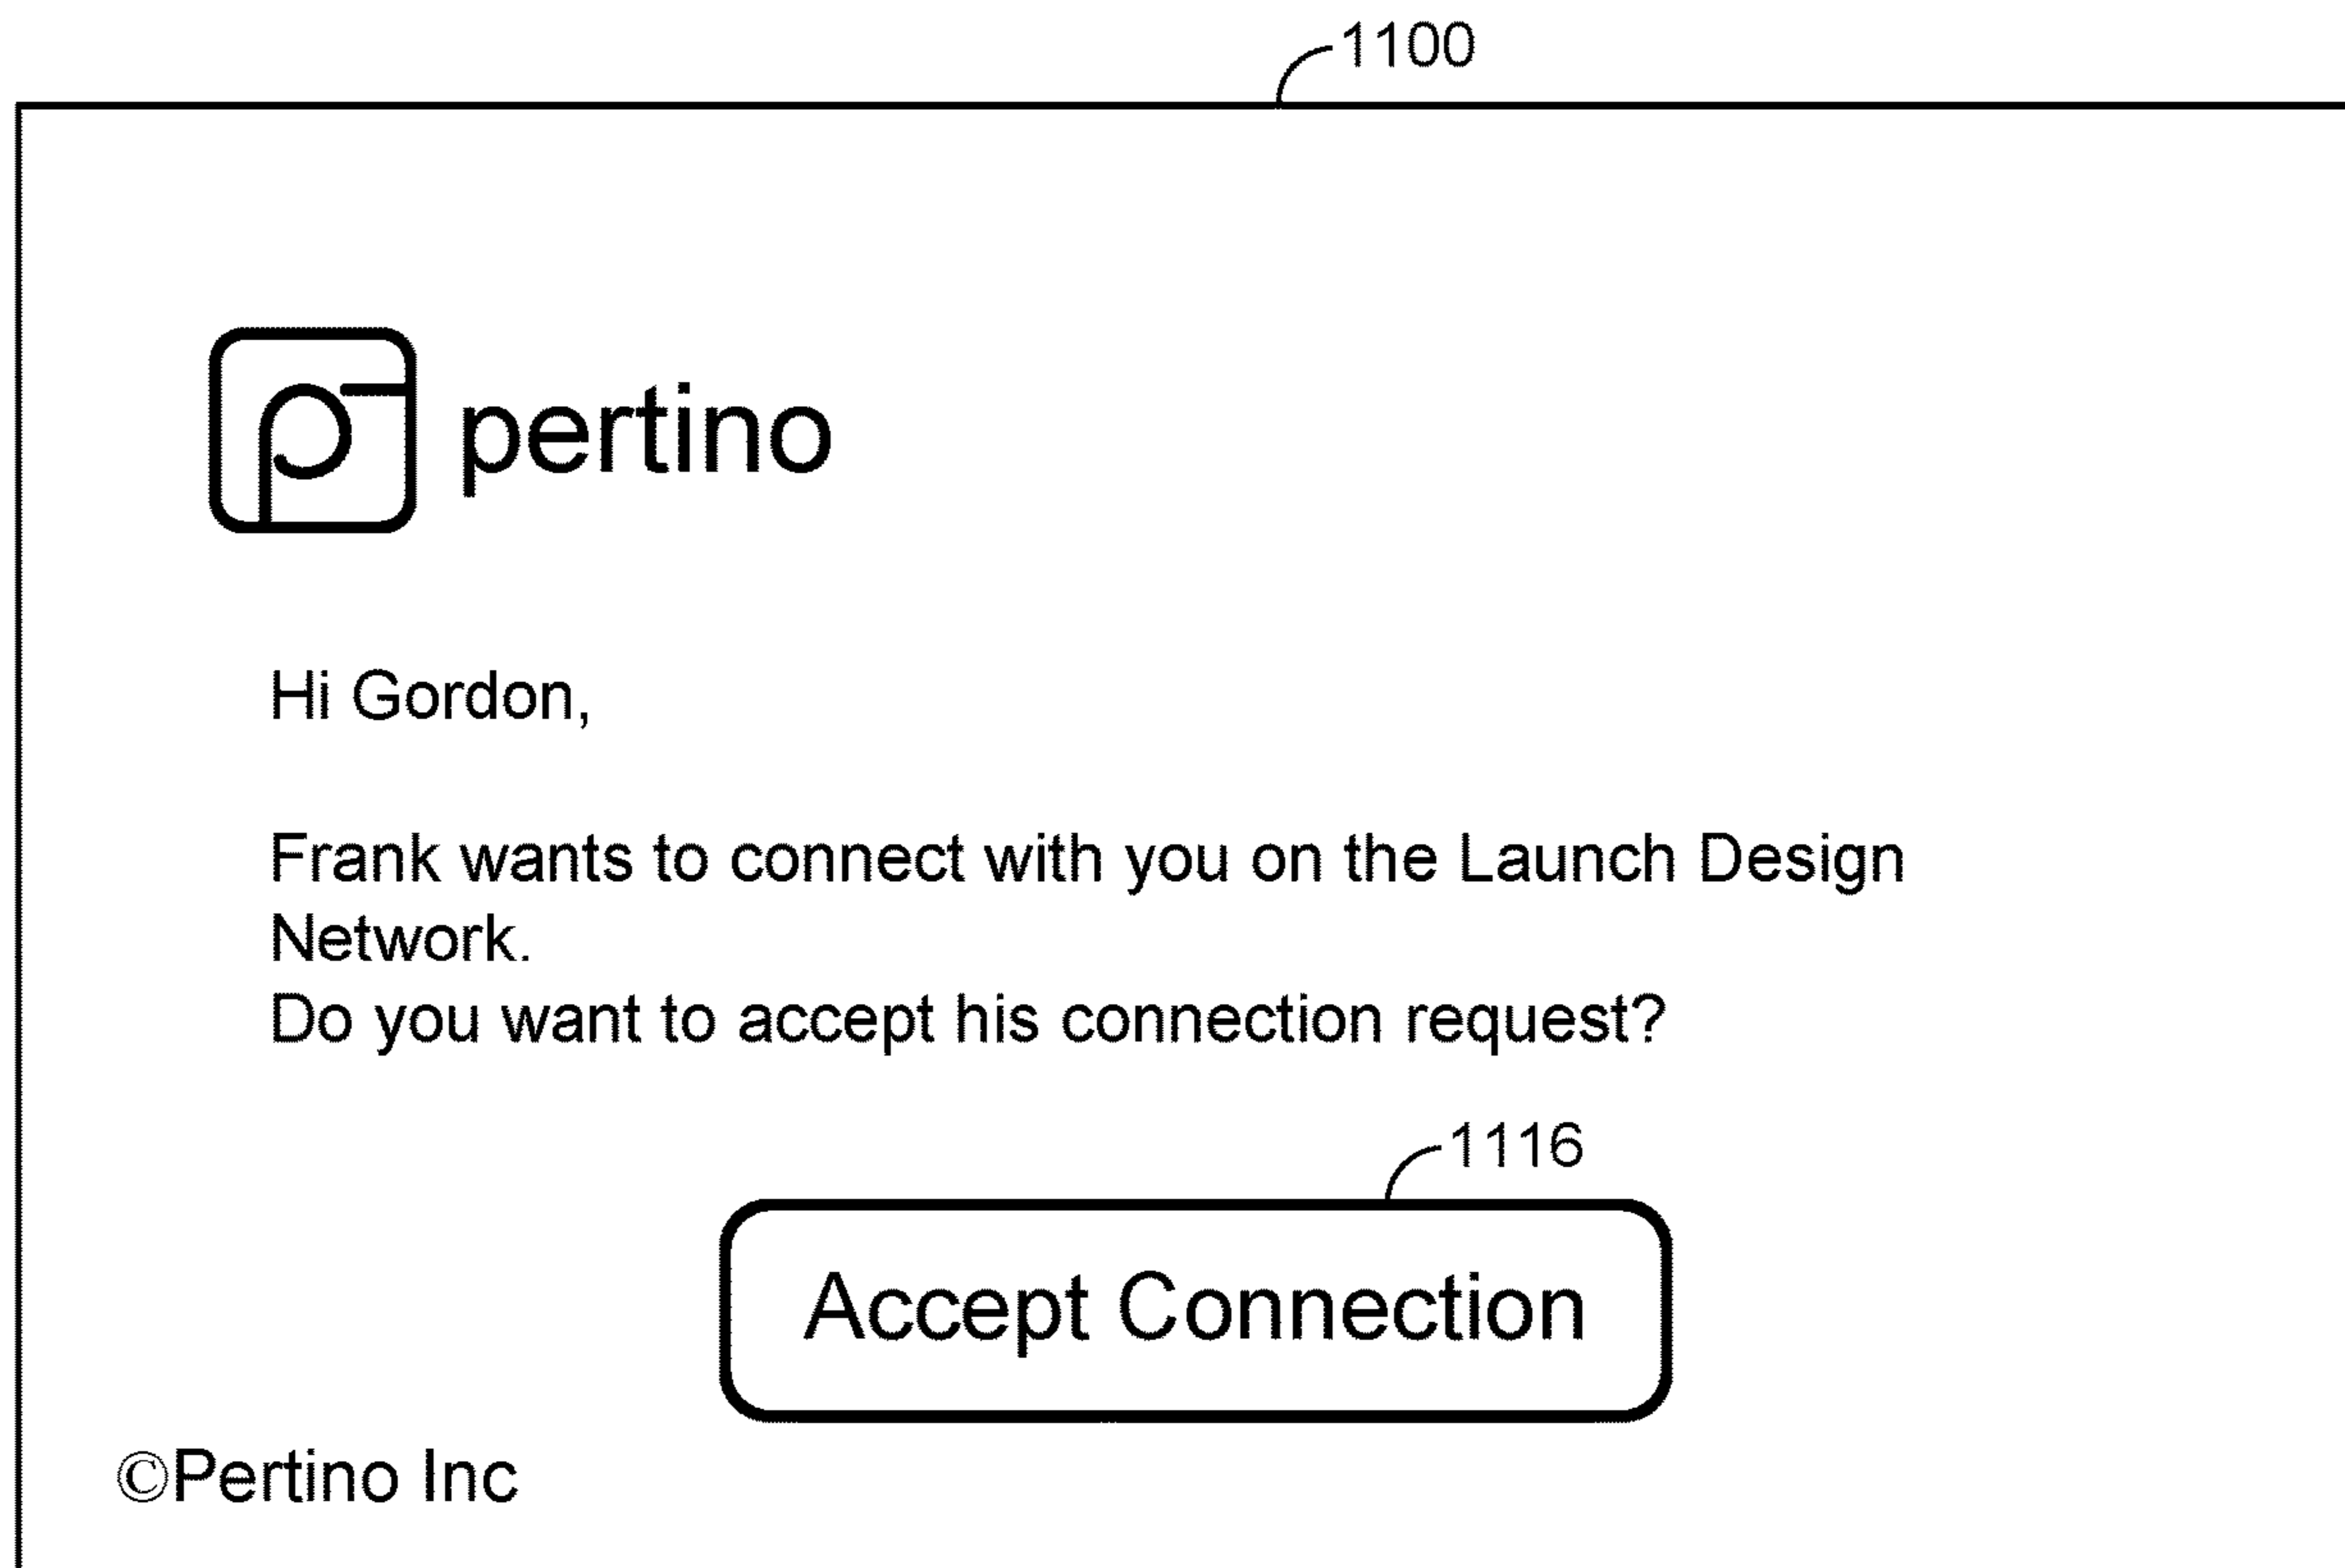 1100
pertino
Hi Gordon,
Frank wants to connect with you on the Launch Design
Network.
Do you want to accept his connection request?
1116
Accept Connection
©Pertino Inc